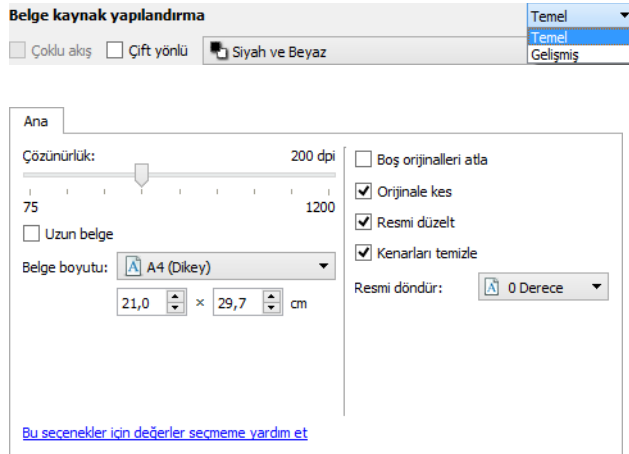 Belge kaynak yapılandırma
Temel
Temel
Gelişmiş
Çoklu akış
Çift yönlü
Siyah ve Beyaz
Ana
Çözünürlük:
200 dpi
75
1200
Uzun belge
Belge boyutu:
A4 (Dikey)
21,0 × 29,7 cm
Boş orijinalleri atla
Orijinale kes
Resmi düzelt
Kenarları temizle
Resmi döndür:
0 Derece
Bu seçenekler için değerler seçmeme yardım et